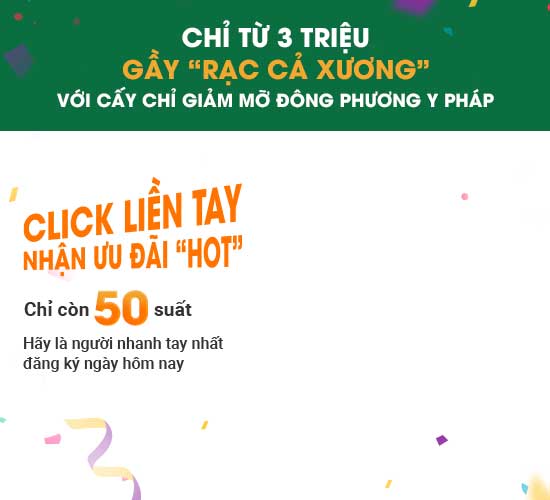 CHỈ TỪ 3 TRIỆU
GẦY “RẠC CẢ XƯƠNG”
VỚI CẤY CHỈ GIẢM MỠ ĐÔNG PHƯƠNG Y PHÁP
CLICK LIỀN TAY
NHẬN ƯU ĐÃI “HOT”
Chỉ còn 50 suất
Hãy là người nhanh tay nhất
đăng ký ngày hôm nay